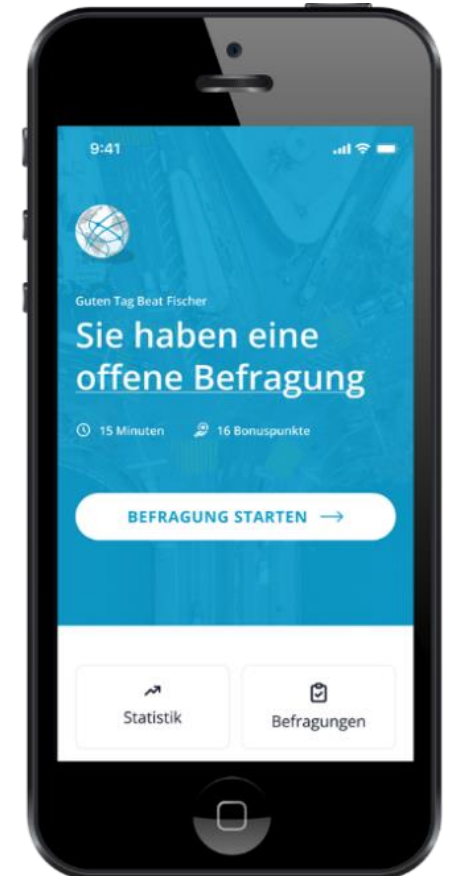 9:41
Guten Tag Beat Fischer
Sie haben eine
offene Befragung
15 Minuten 16 Bonuspunkte
BEFRAGUNG STARTEN →
Statistik Befragungen